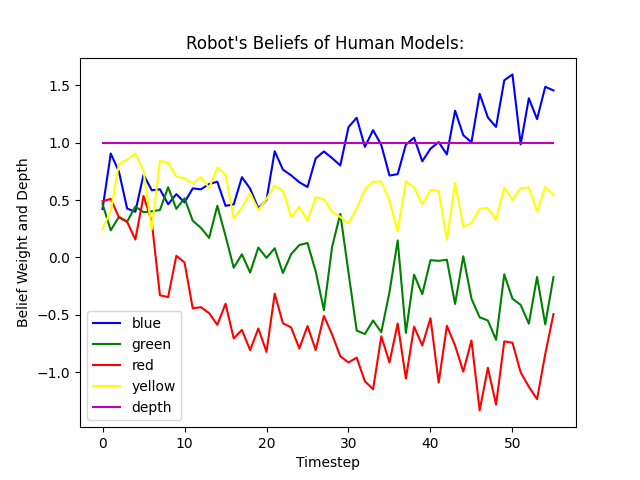 Robot's Beliefs of Human Models:
Belief Weight and Depth
1.5
1.0
0.5
0.0
−0.5
−1.0
blue
green
red
yellow
depth
0 10 20 30 40 50
Timestep